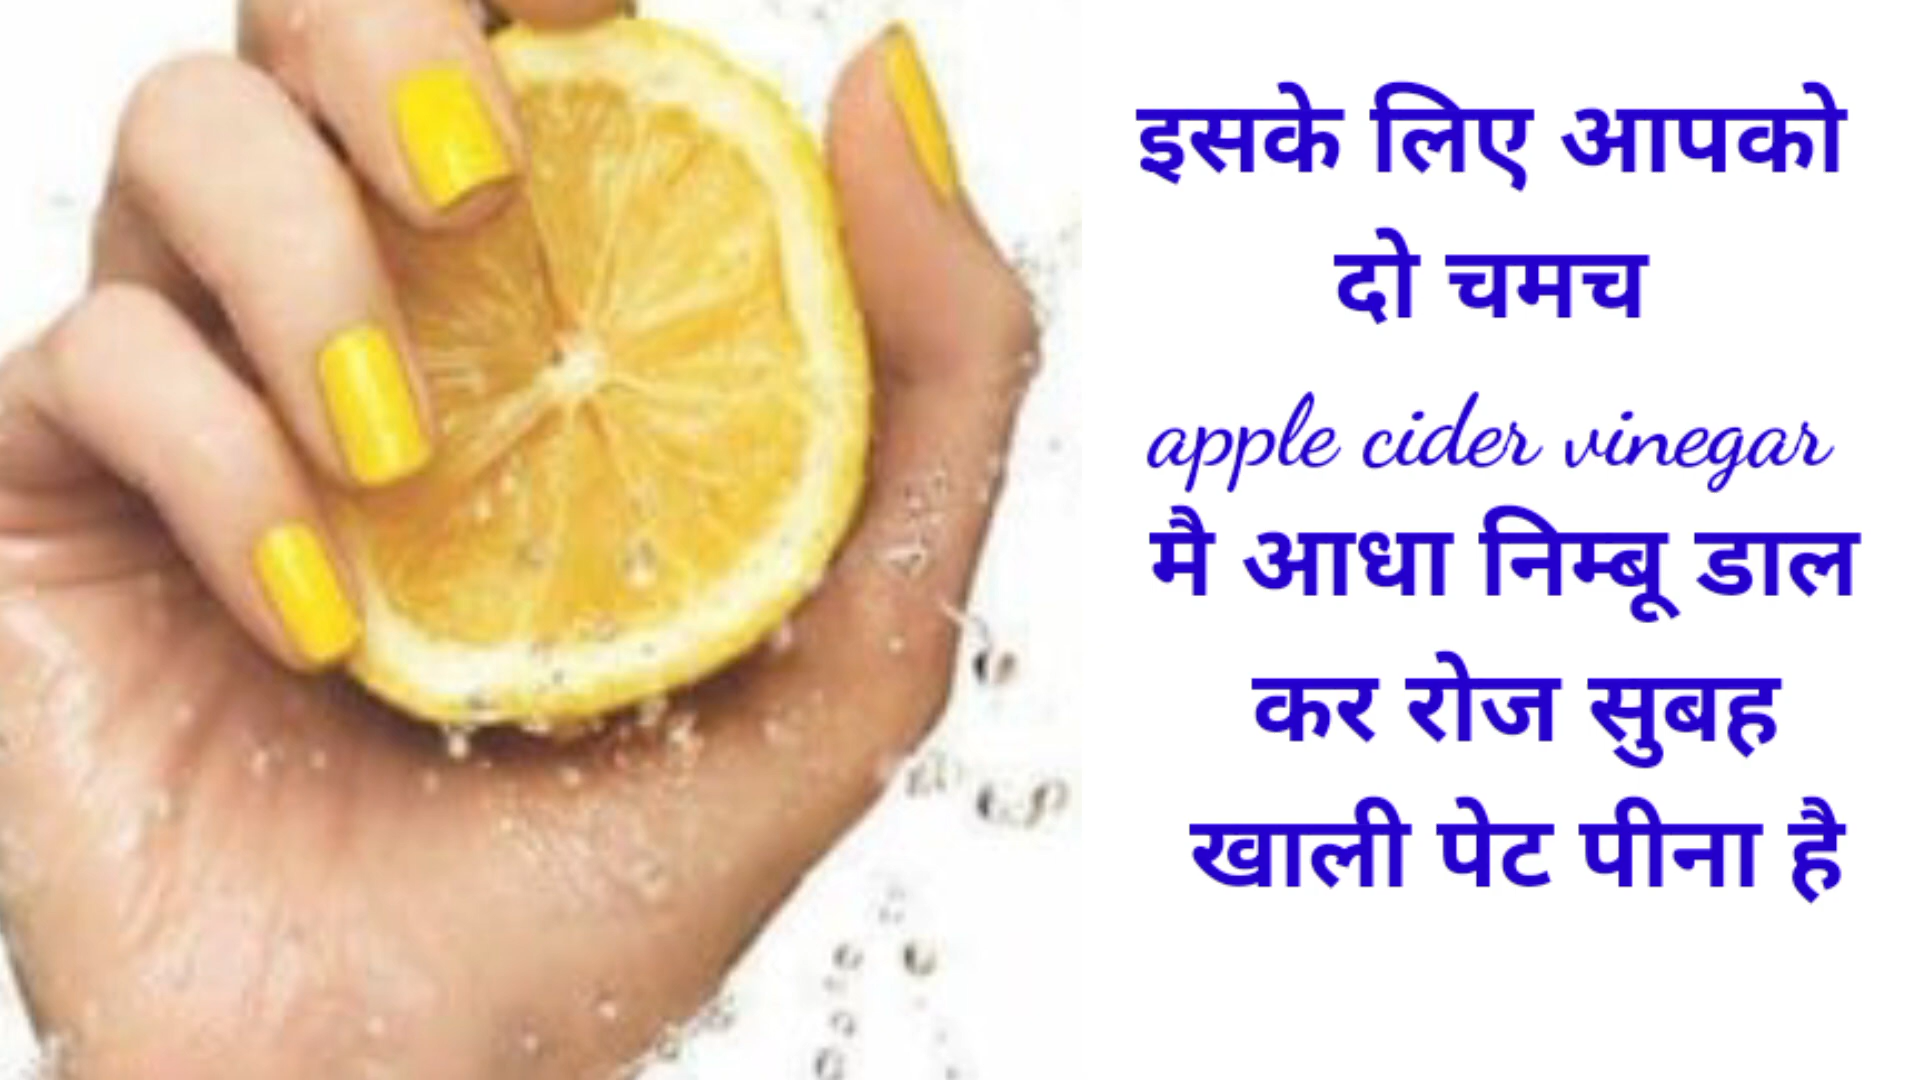 इसके लिए आपको
दो चमच
apple cider vinegar
मै आधा निम्बू डाल
कर रोज सुबह
खाली पेट पीना है